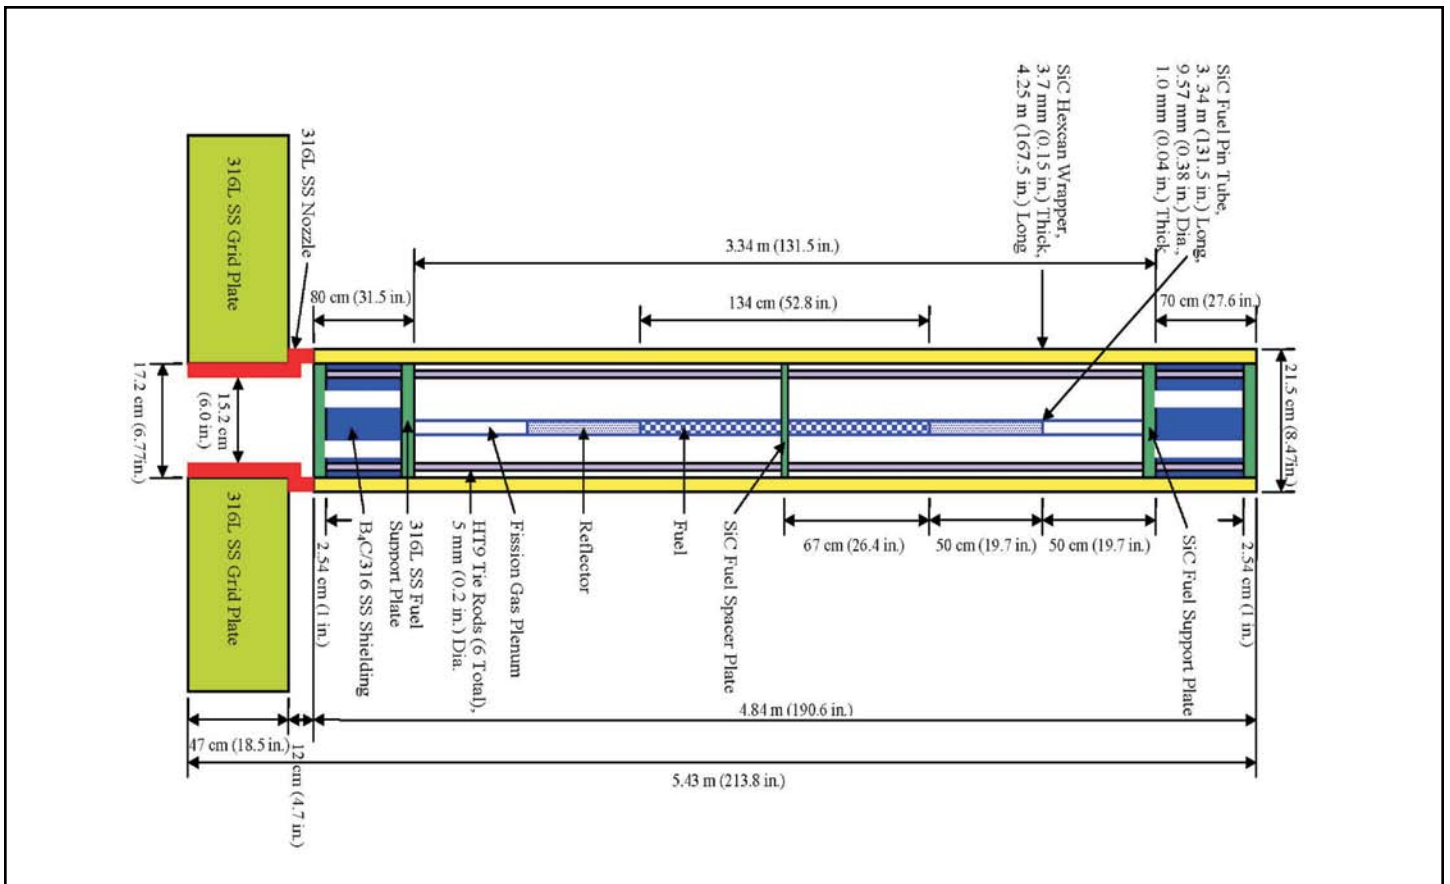 SiC Fuel Pin Tube,
3. 34 m (131.5 in.) Long,
9.57 mm (0.38 in.) Dia.,
1.0 mm (0.04 in.) Thick
SiC Hexcan Wrapper,
3.7 mm (0.15 in.) Thick,
4.25 m (167.5 in.) Long
316L SS Nozzle
316L SS Grid Plate
3.34 m (131.5 in.)
80 cm (31.5 in.)
134 cm (52.8 in.)
70 cm (27.6 in.)
17.2 cm (6.77in.)
15.2 cm
(6.0 in.)
21.5 cm (8.47in.)
316L SS Grid Plate
2.54 cm (1 in.)
B₄C/316 SS Shielding
316L SS Fuel
Support Plate
HT9 Tie Rods (6 Total),
5 mm (0.2 in.) Dia.
Fission Gas Plenum
Reflector
Fuel
SiC Fuel Spacer Plate
67 cm (26.4 in.)
50 cm (19.7 in.)
50 cm (19.7 in.)
SiC Fuel Support Plate
2.54 cm (1 in.)
4.84 m (190.6 in.)
47 cm (18.5 in.)
12 cm (4.7 in.)
5.43 m (213.8 in.)